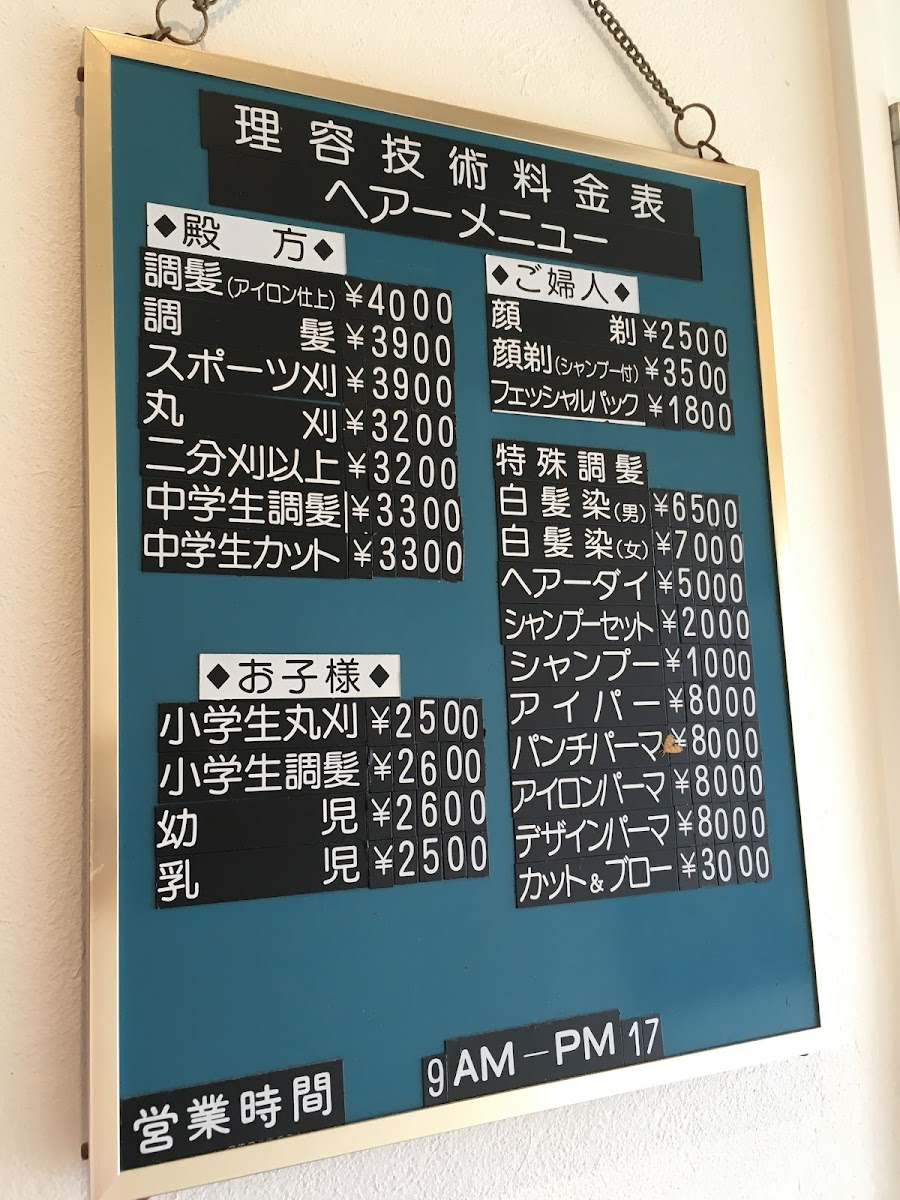 理容技術料金表
ヘアーメニュー
◆殿 方◆
調髪(アイロン仕上) ¥4000
調 髪 ¥3900
スポーツ刈 ¥3900
丸 刈 ¥3200
二分刈以上 ¥3200
中学生調髪 ¥3300
中学生カット ¥3300
◆お子様◆
小学生丸刈 ¥2500
小学生調髪 ¥2600
幼 児 ¥2600
乳 児 ¥2500
◆ご婦人◆
顔 剃 ¥2500
顔剃(シャンプー付) ¥3500
フェッシャルパック ¥1800
特殊調髪
白髪染(男) ¥6500
白髪染(女) ¥7000
ヘアーダイ ¥5000
シャンプーセット ¥2000
シャンプー ¥1000
アイパー ¥8000
パンチパーマ ¥8000
アイロンパーマ ¥8000
デザインパーマ ¥8000
カット&ブロー ¥3000
営業時間 9AM-PM17